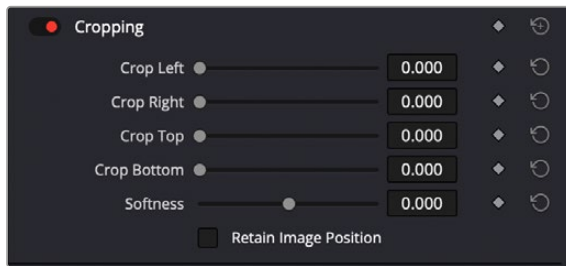 Cropping
Crop Left 0.000
Crop Right 0.000
Crop Top 0.000
Crop Bottom 0.000
Softness 0.000
Retain Image Position